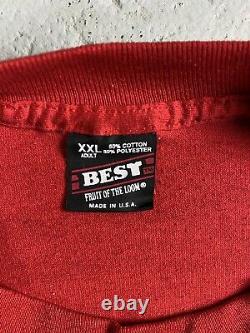 XXL 50% COTTON
ADULT 50% POLYESTER
BEST
FRUIT OF THE LOOM®
MADE IN U.S.A.